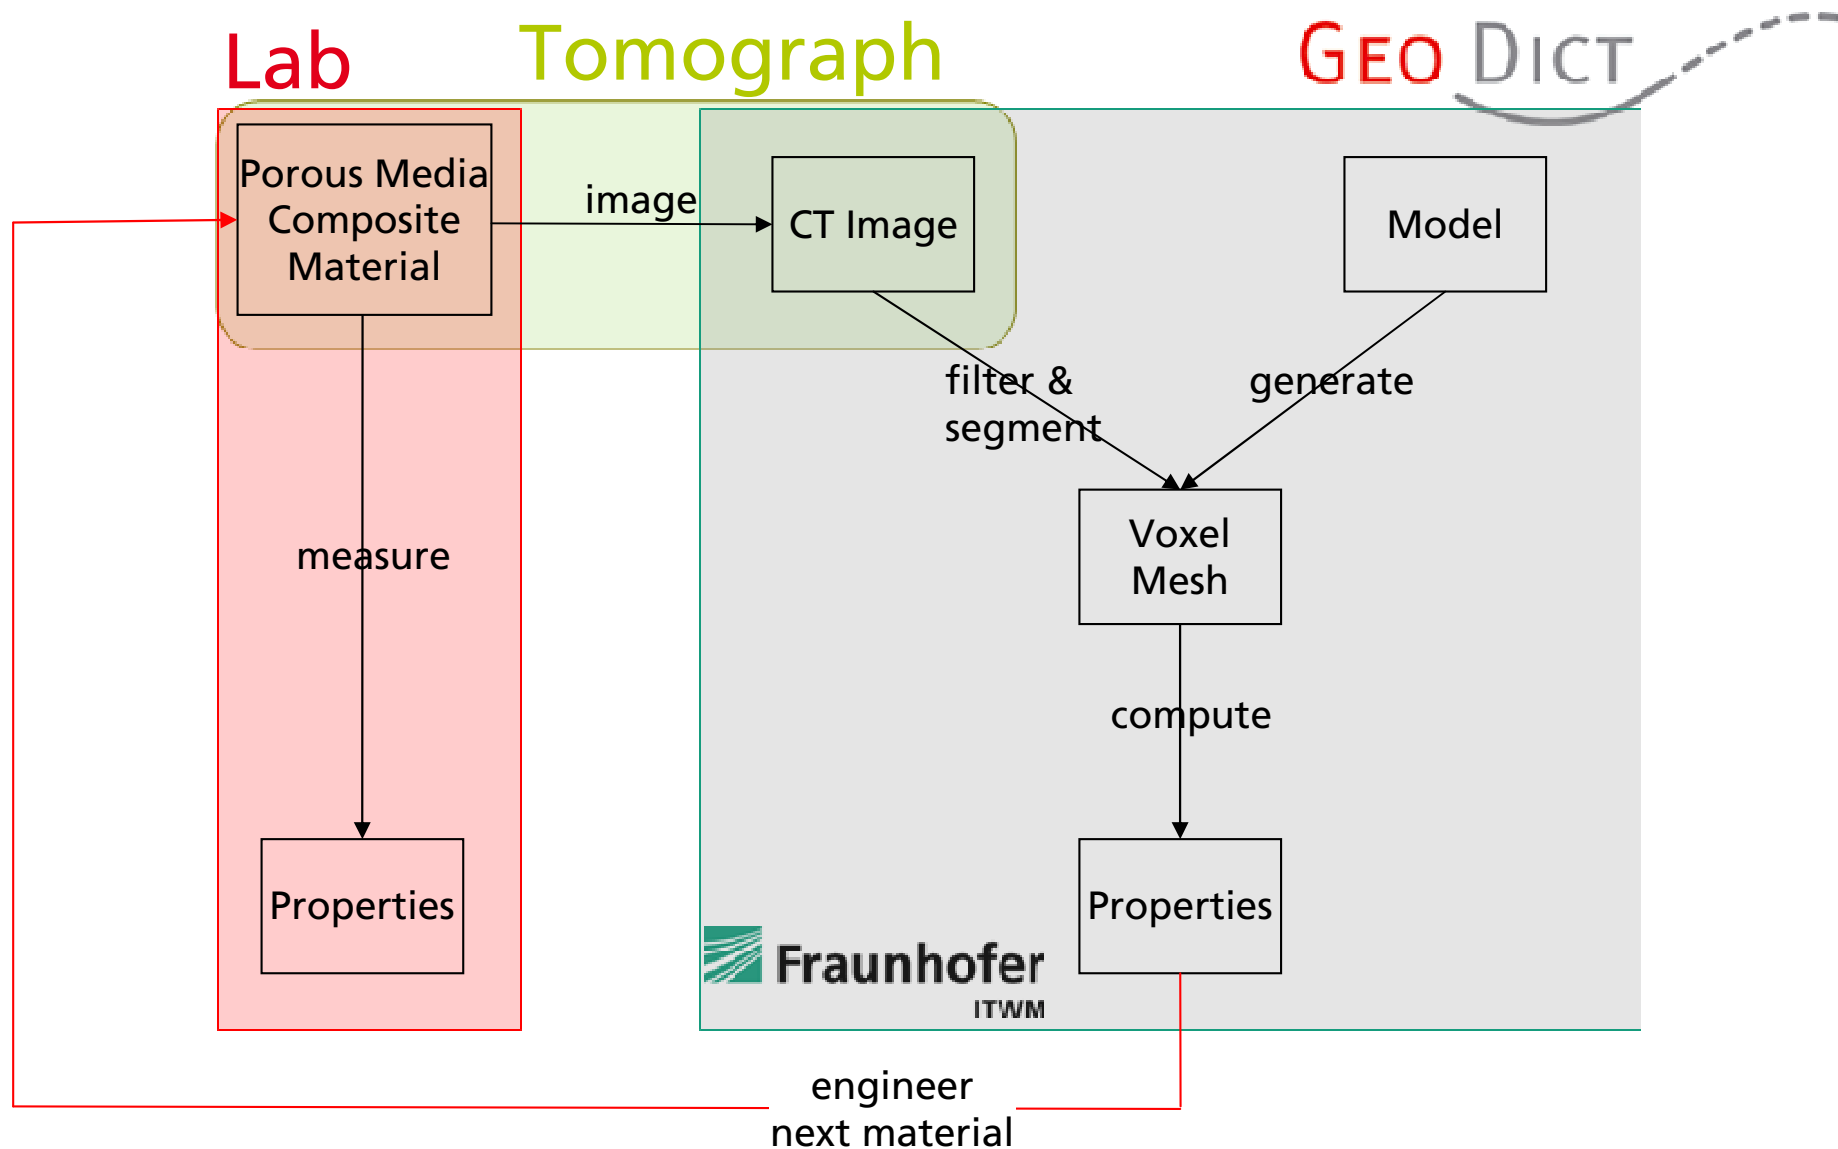 Lab
Tomograph
GEO DICT
Porous Media
Composite
Material
image
CT Image
Model
filter &
segment
generate
measure
Voxel
Mesh
compute
Properties
Properties
Fraunhofer
ITWM
engineer
next material